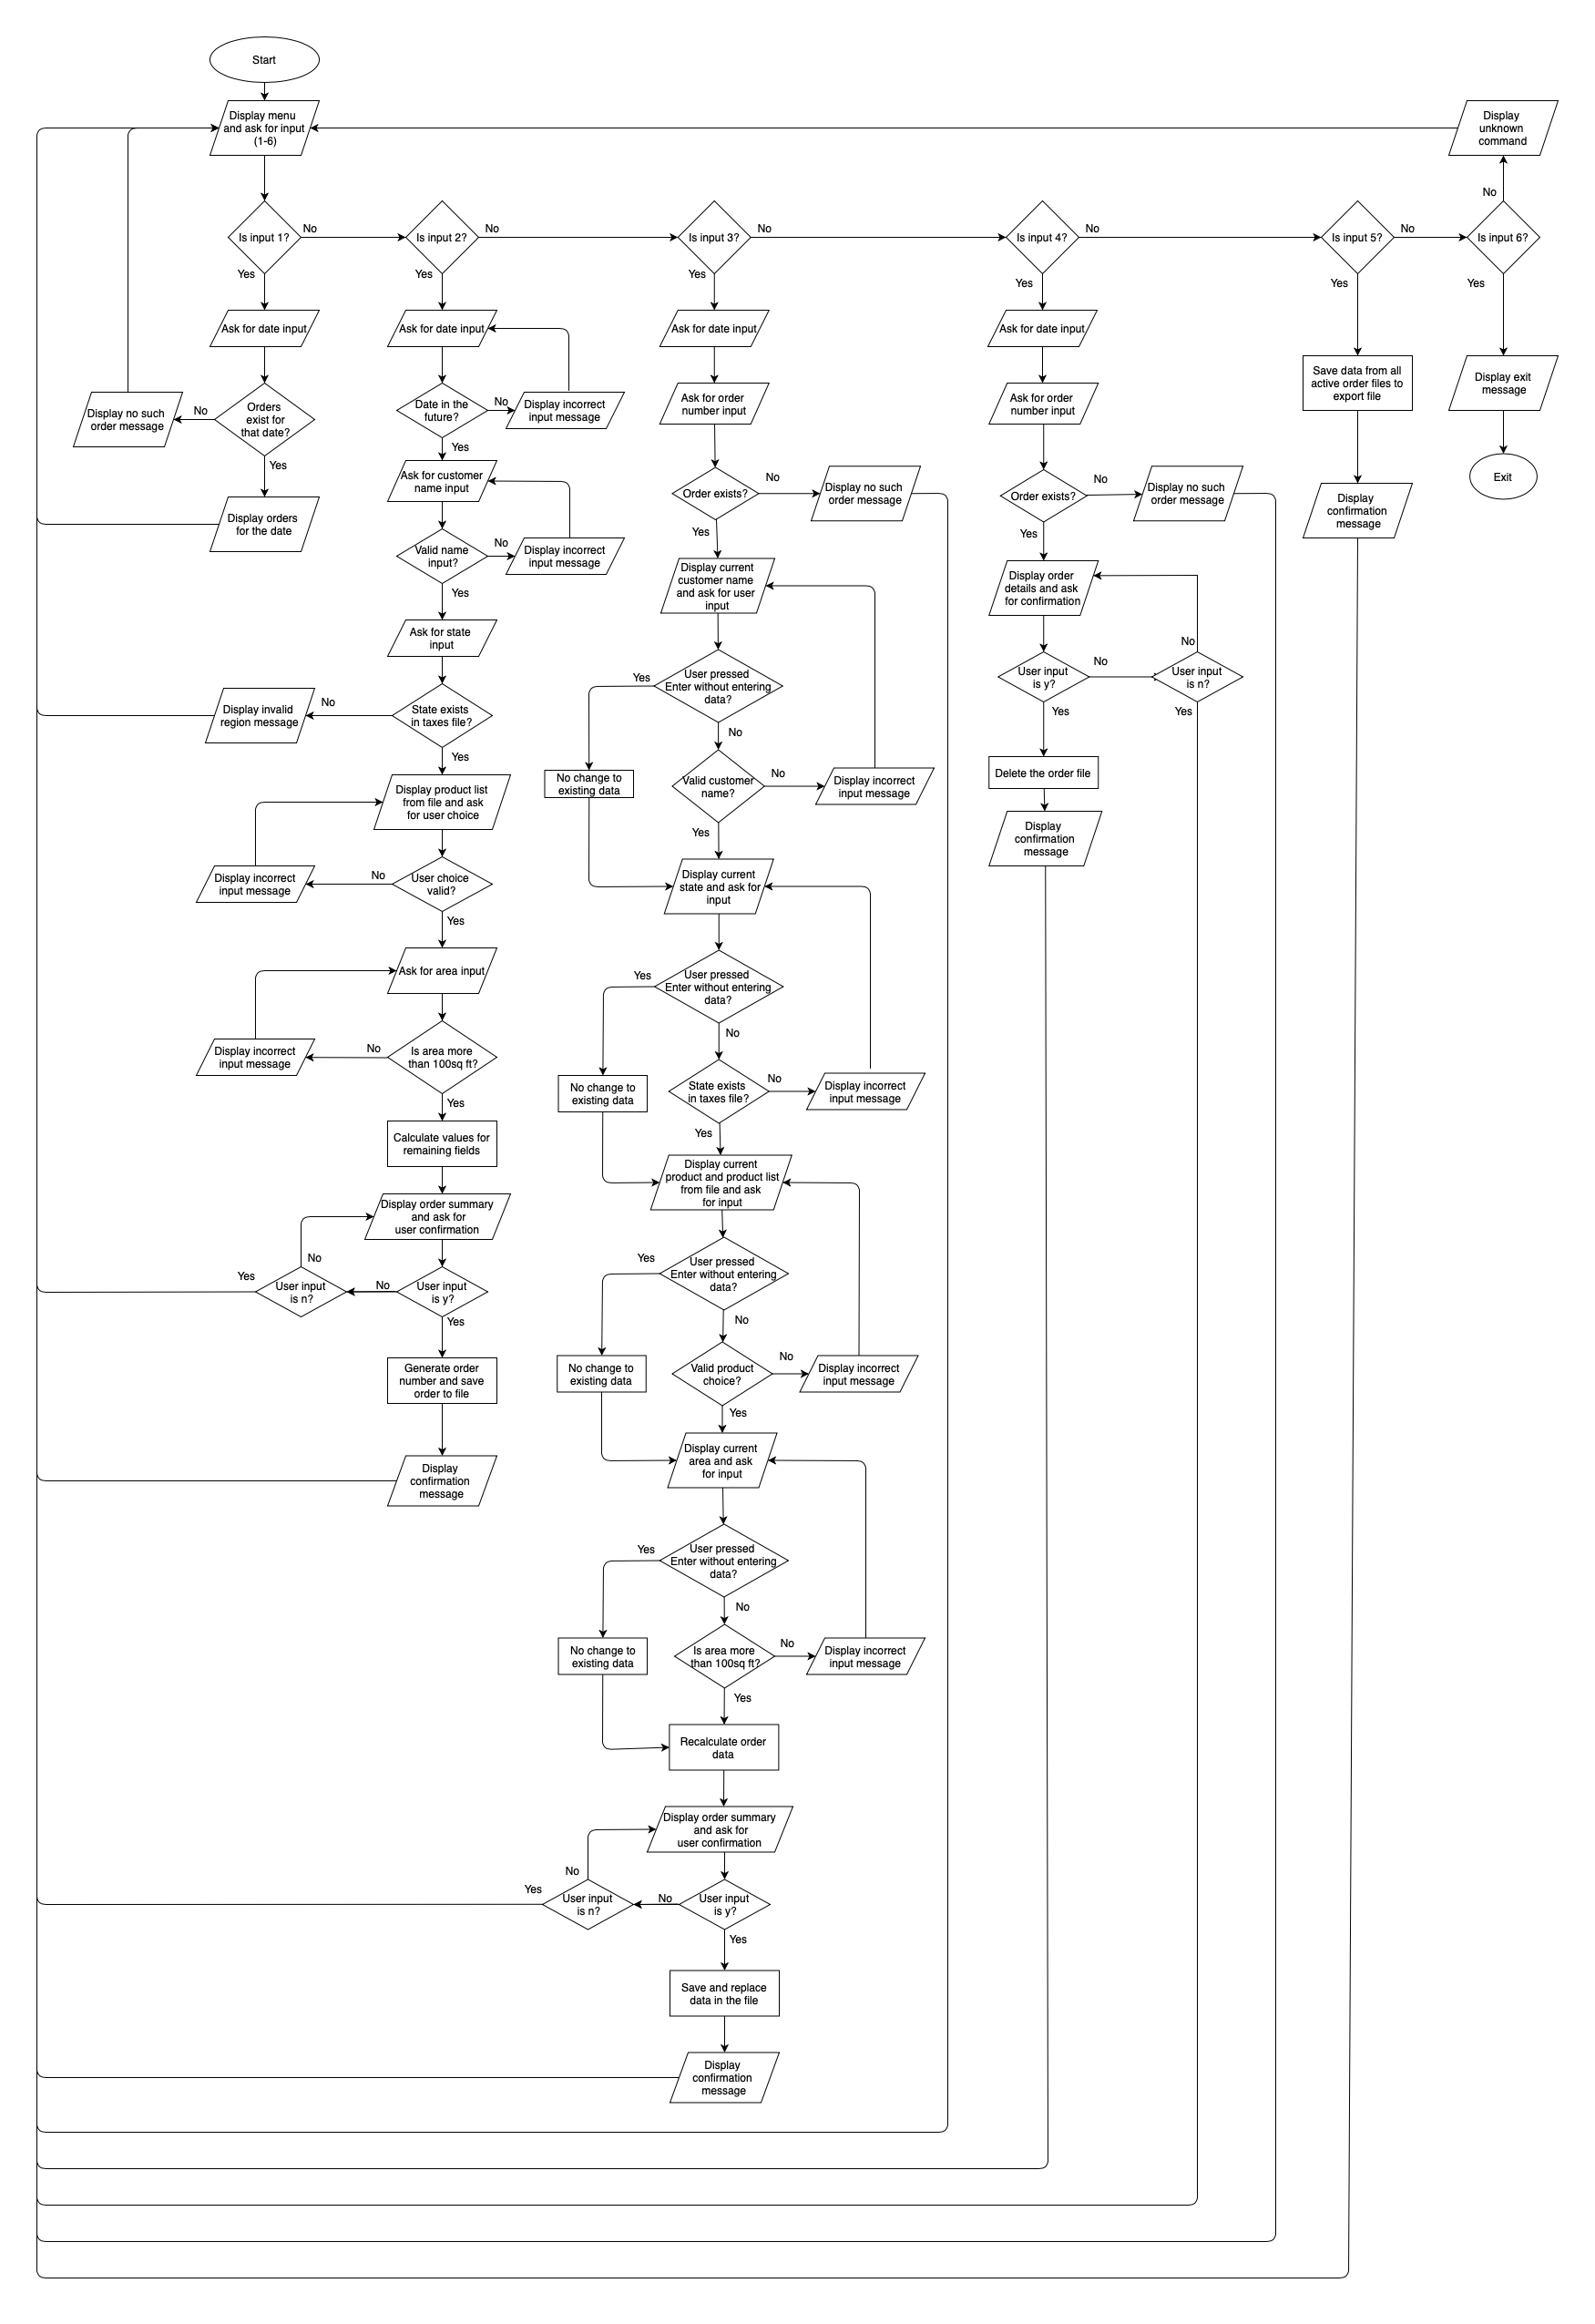 Start
Display menu
and ask for input
(1-6)
Display
unknown
command
No
Is input 1?
No
Is input 2?
No
Is input 3?
No
Is input 4?
No
Is input 5?
No
Is input 6?
Yes
Ask for date input
Orders
exist for
that date?
No
Display no such
order message
Yes
Display orders
for the date
Yes
Ask for date input
Date in the
future?
No
Display incorrect
input message
Yes
Ask for customer
name input
Valid name
input?
No
Display incorrect
input message
Yes
Ask for state
input
State exists
in taxes file?
No
Display invalid
region message
Yes
Display product list
from file and ask
for user choice
User choice
valid?
No
Display incorrect
input message
Yes
Ask for area input
Is area more
than 100sq ft?
No
Display incorrect
input message
Yes
Calculate values for
remaining fields
Display order summary
and ask for
user confirmation
User input
is y?
No
User input
is n?
No
Yes
Yes
Generate order
number and save
order to file
Display
confirmation
message
Yes
Ask for date input
Ask for order
number input
Order exists?
No
Display no such
order message
Yes
Display current
customer name
and ask for user
input
User pressed
Enter without entering
data?
Yes
No change to
existing data
No
Valid customer
name?
No
Display incorrect
input message
Yes
Display current
state and ask for
input
User pressed
Enter without entering
data?
Yes
No change to
existing data
No
State exists
in taxes file?
No
Display incorrect
input message
Yes
Display current
product and product list
from file and ask
for input
User pressed
Enter without entering
data?
Yes
No change to
existing data
No
Valid product
choice?
No
Display incorrect
input message
Yes
Display current
area and ask
for input
User pressed
Enter without entering
data?
Yes
No change to
existing data
No
Is area more
than 100sq ft?
No
Display incorrect
input message
Yes
Recalculate order
data
Display order summary
and ask for
user confirmation
User input
is y?
No
User input
is n?
No
Yes
Yes
Save and replace
data in the file
Display
confirmation
message
Yes
Ask for date input
Ask for order
number input
Order exists?
No
Display no such
order message
Yes
Display order
details and ask
for confirmation
User input
is y?
No
User input
is n?
No
Yes
Yes
Delete the order file
Display
confirmation
message
Yes
Save data from all
active order files to
export file
Display
confirmation
message
Yes
Display exit
message
Exit